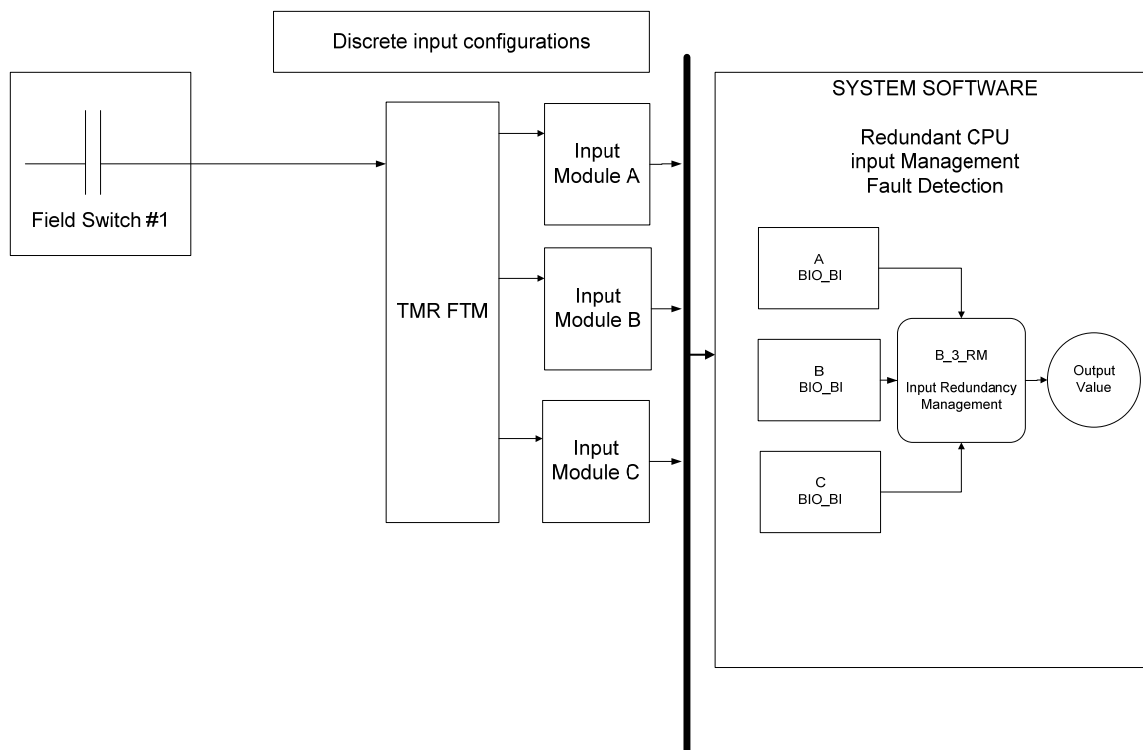 Discrete input configurations
Field Switch #1
TMR FTM
Input
Module A
Input
Module B
Input
Module C
SYSTEM SOFTWARE
Redundant CPU
input Management
Fault Detection
A
BIO_BI
B
BIO_BI
C
BIO_BI
B_3_RM
Input Redundancy
Management
Output
Value